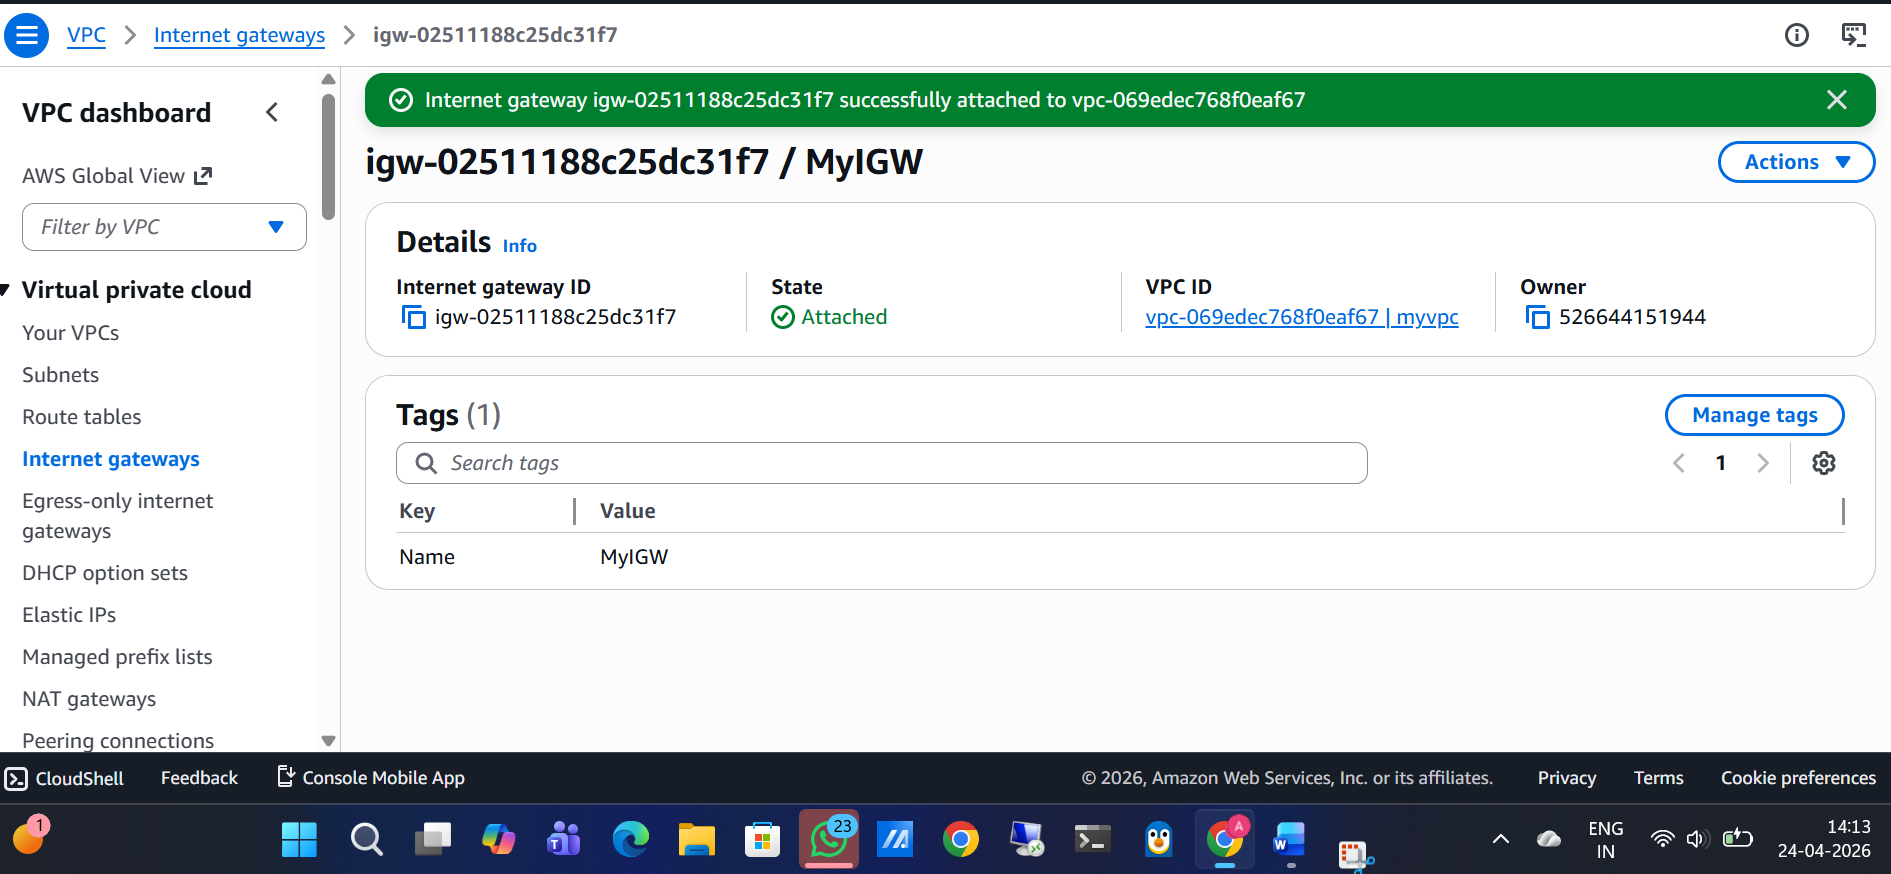 VPC > Internet gateways > igw-02511188c25dc31f7
VPC dashboard
AWS Global View
Filter by VPC
Virtual private cloud
Your VPCs
Subnets
Route tables
Internet gateways
Egress-only internet
gateways
DHCP option sets
Elastic IPs
Managed prefix lists
NAT gateways
Peering connections
Internet gateway igw-02511188c25dc31f7 successfully attached to vpc-069edec768f0eaf67
igw-02511188c25dc31f7 / MyIGW
Actions
Details Info
Internet gateway ID
igw-02511188c25dc31f7
State
Attached
VPC ID
vpc-069edec768f0eaf67 | myvpc
Owner
526644151944
Tags (1)
Manage tags
Search tags
1
Key Value
Name MyIGW
CloudShell Feedback Console Mobile App © 2026, Amazon Web Services, Inc. or its affiliates. Privacy Terms Cookie preferences
1
T
23
A
W
ENG
IN
14:13
24-04-2026